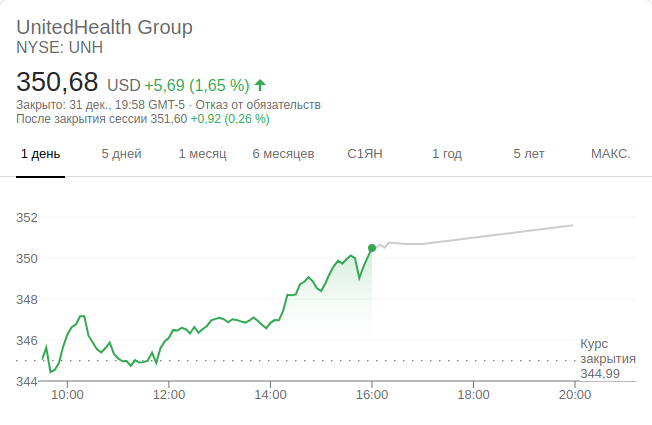 UnitedHealth Group
NYSE: UNH
350,68 USD +5,69 (1,65 %)
Закрыто: 31 дек., 19:58 GMT-5 · Отказ от обязательств
После закрытия сессии 351,60 +0,92 (0,26 %)
1 день 5 дней 1 месяц 6 месяцев С1ЯН 1 год 5 лет МАКС.
352
350
348
346
Курс
закрытия
344,99
344
10:00 12:00 14:00 16:00 18:00 20:00